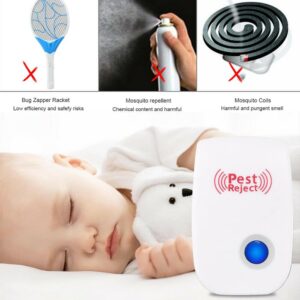 Bug Zapper Racket
Low efficiency and safety risks
Mosquito repellent
Chemical content and harmful
Mosquito Coils
Harmful and pungent smell
Pest
Reject